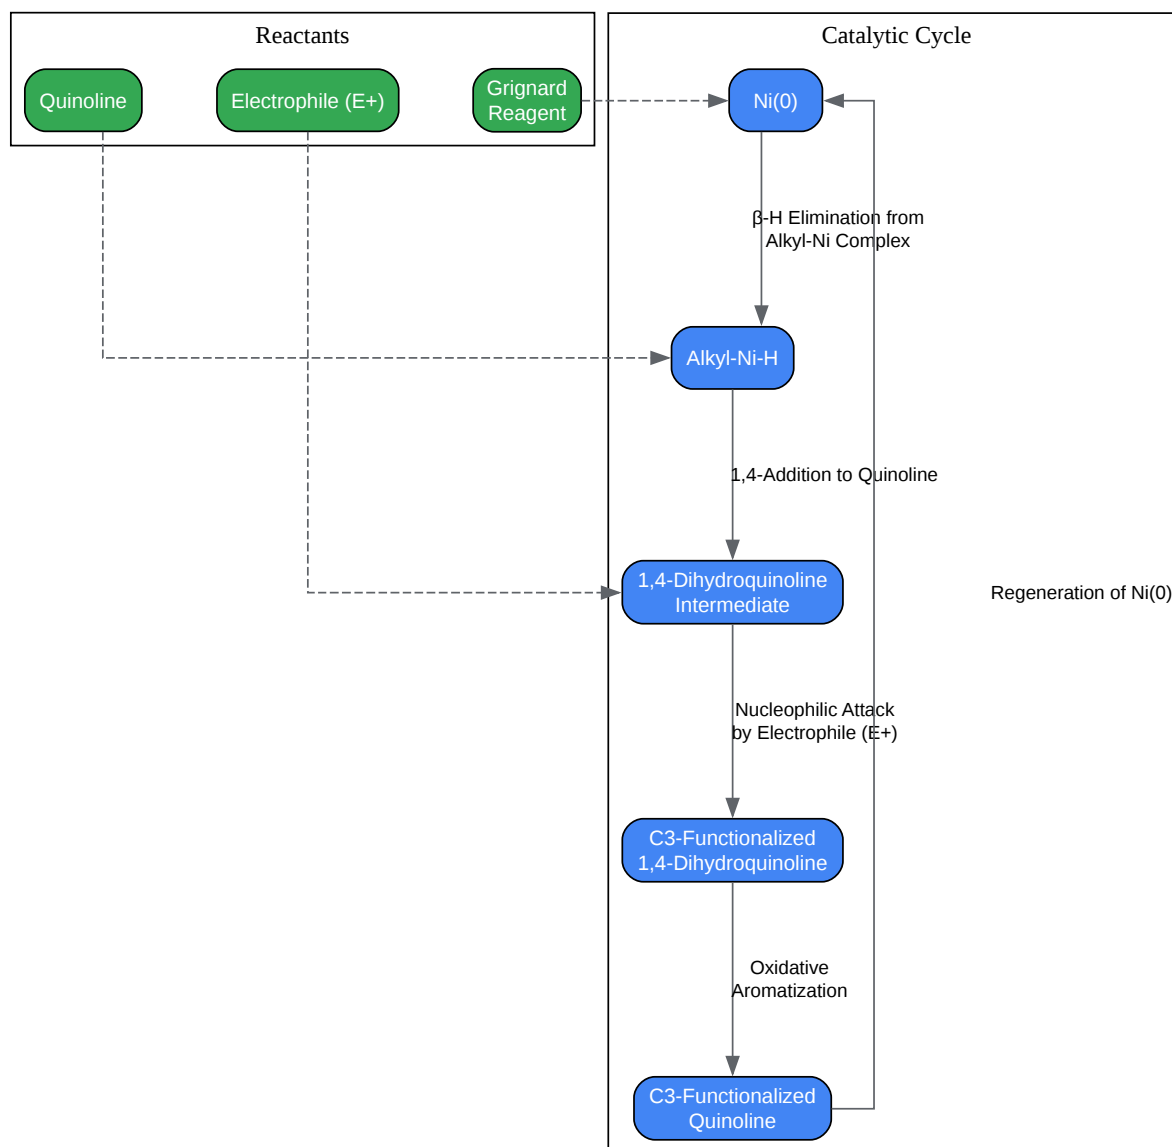 Reactants
Catalytic Cycle
Quinoline
Electrophile (E+)
Grignard
Reagent
Ni(0)
β-H Elimination from
Alkyl-Ni Complex
Alkyl-Ni-H
1,4-Addition to Quinoline
1,4-Dihydroquinoline
Intermediate
Regeneration of Ni(0)
Nucleophilic Attack
by Electrophile (E+)
C3-Functionalized
1,4-Dihydroquinoline
Oxidative
Aromatization
C3-Functionalized
Quinoline